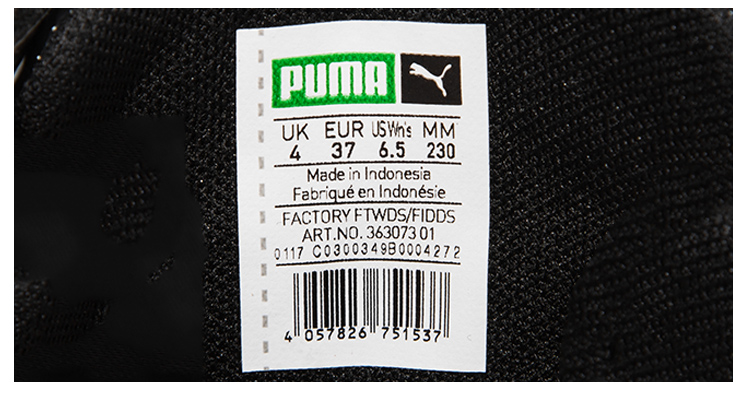 PUMA
UK EUR US Wn's MM
4 37 6.5 230
Made in Indonesia
Fabriqué en Indonésie
FACTORY FTWDS/FIDDS
ART.NO. 363073 01
0117 C0300349B0004272
4 057826 751537